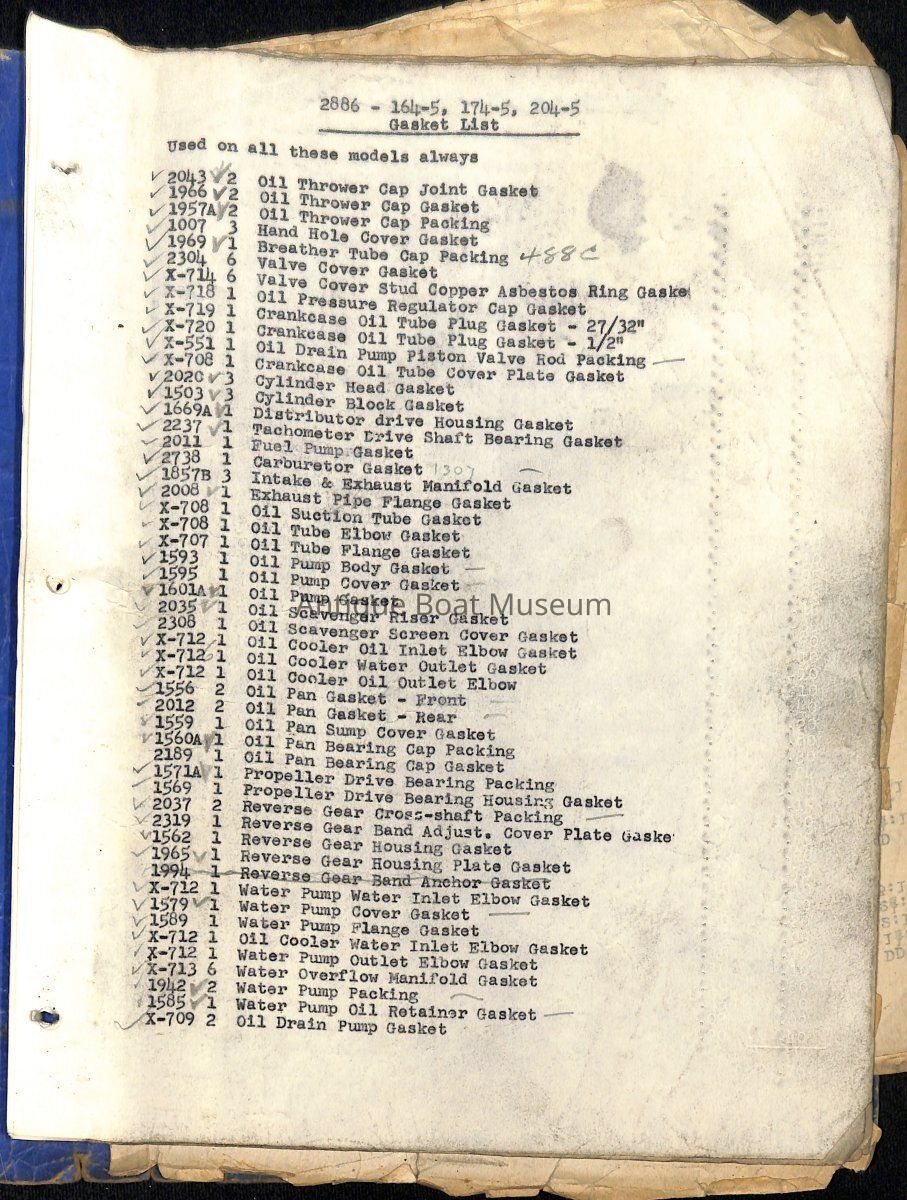 2886 - 164-5, 174-5, 204-5
Gasket List
Used on all these models always
✓ 2043 ✓ 2 Oil Thrower Cap Joint Gasket
✓ 1966 ✓ 2 Oil Thrower Cap Gasket
✓ 1957A ✓ 2 Oil Thrower Cap Packing
✓ 1007 3 Hand Hole Cover Gasket
✓ 1969 ✓ 1 Breather Tube Cap Packing 488C
✓ 2304 6 Valve Cover Gasket
✓ X-714 6 Valve Cover Stud Copper Asbestos Ring Gaske
✓ X-718 1 Oil Pressure Regulator Cap Gasket
✓ X-719 1 Crankcase Oil Tube Plug Gasket - 27/32"
✓ X-720 1 Crankcase Oil Tube Plug Gasket - 1/2"
✓ X-551 1 Oil Drain Pump Piston Valve Rod Packing —
✓ X-708 1 Crankcase Oil Tube Cover Plate Gasket
✓ 2020 ✓ 3 Cylinder Head Gasket
✓ 1503 ✓ 3 Cylinder Block Gasket
✓ 1669A ✓ 1 Distributor drive Housing Gasket
✓ 2237 ✓ 1 Tachometer Drive Shaft Bearing Gasket
✓ 2011 1 Fuel Pump Gasket
✓ 2738 1 Carburetor Gasket 1307 —
✓ 1857B 3 Intake & Exhaust Manifold Gasket
✓ 2008 ✓ 1 Exhaust Pipe Flange Gasket
✓ X-708 1 Oil Suction Tube Gasket
✓ X-708 1 Oil Tube Elbow Gasket
✓ X-707 1 Oil Tube Flange Gasket
✓ 1593 1 Oil Pump Body Gasket —
✓ 1595 1 Oil Pump Cover Gasket —
✓ 1601A ✓ 1 Oil Pump Gasket
✓ 2035 ✓ 1 Oil Scavenger Riser Gasket
✓ 2308 1 Oil Scavenger Screen Cover Gasket
✓ X-712 1 Oil Cooler Oil Inlet Elbow Gasket
✓ X-712 1 Oil Cooler Water Outlet Gasket
✓ X-712 1 Oil Cooler Oil Outlet Elbow
✓ 1556 2 Oil Pan Gasket - Front —
✓ 2012 2 Oil Pan Gasket - Rear —
✓ 1559 1 Oil Pan Sump Cover Gasket
✓ 1560A ✓ 1 Oil Pan Bearing Cap Packing
2189 1 Oil Pan Bearing Cap Gasket
✓ 1571A ✓ 1 Propeller Drive Bearing Packing
✓ 1569 1 Propeller Drive Bearing Housing Gasket
✓ 2037 2 Reverse Gear Cross-shaft Packing —
✓ 2319 1 Reverse Gear Band Adjust. Cover Plate Gaske
✓ 1562 1 Reverse Gear Housing Gasket
✓ 1965 ✓ 1 Reverse Gear Housing Plate Gasket
1994 1 Reverse Gear Band Anchor Gasket
✓ X-712 1 Water Pump Water Inlet Elbow Gasket
✓ 1579 ✓ 1 Water Pump Cover Gasket —
✓ 1589 1 Water Pump Flange Gasket
✓ X-712 1 Oil Cooler Water Inlet Elbow Gasket
✓ X-712 1 Water Pump Outlet Elbow Gasket
✓ X-713 6 Water Overflow Manifold Gasket
✓ 1942 ✓ 2 Water Pump Packing
✓ 1585 ✓ 1 Water Pump Oil Retainer Gasket —
✓ X-709 2 Oil Drain Pump Gasket
Antique Boat Museum